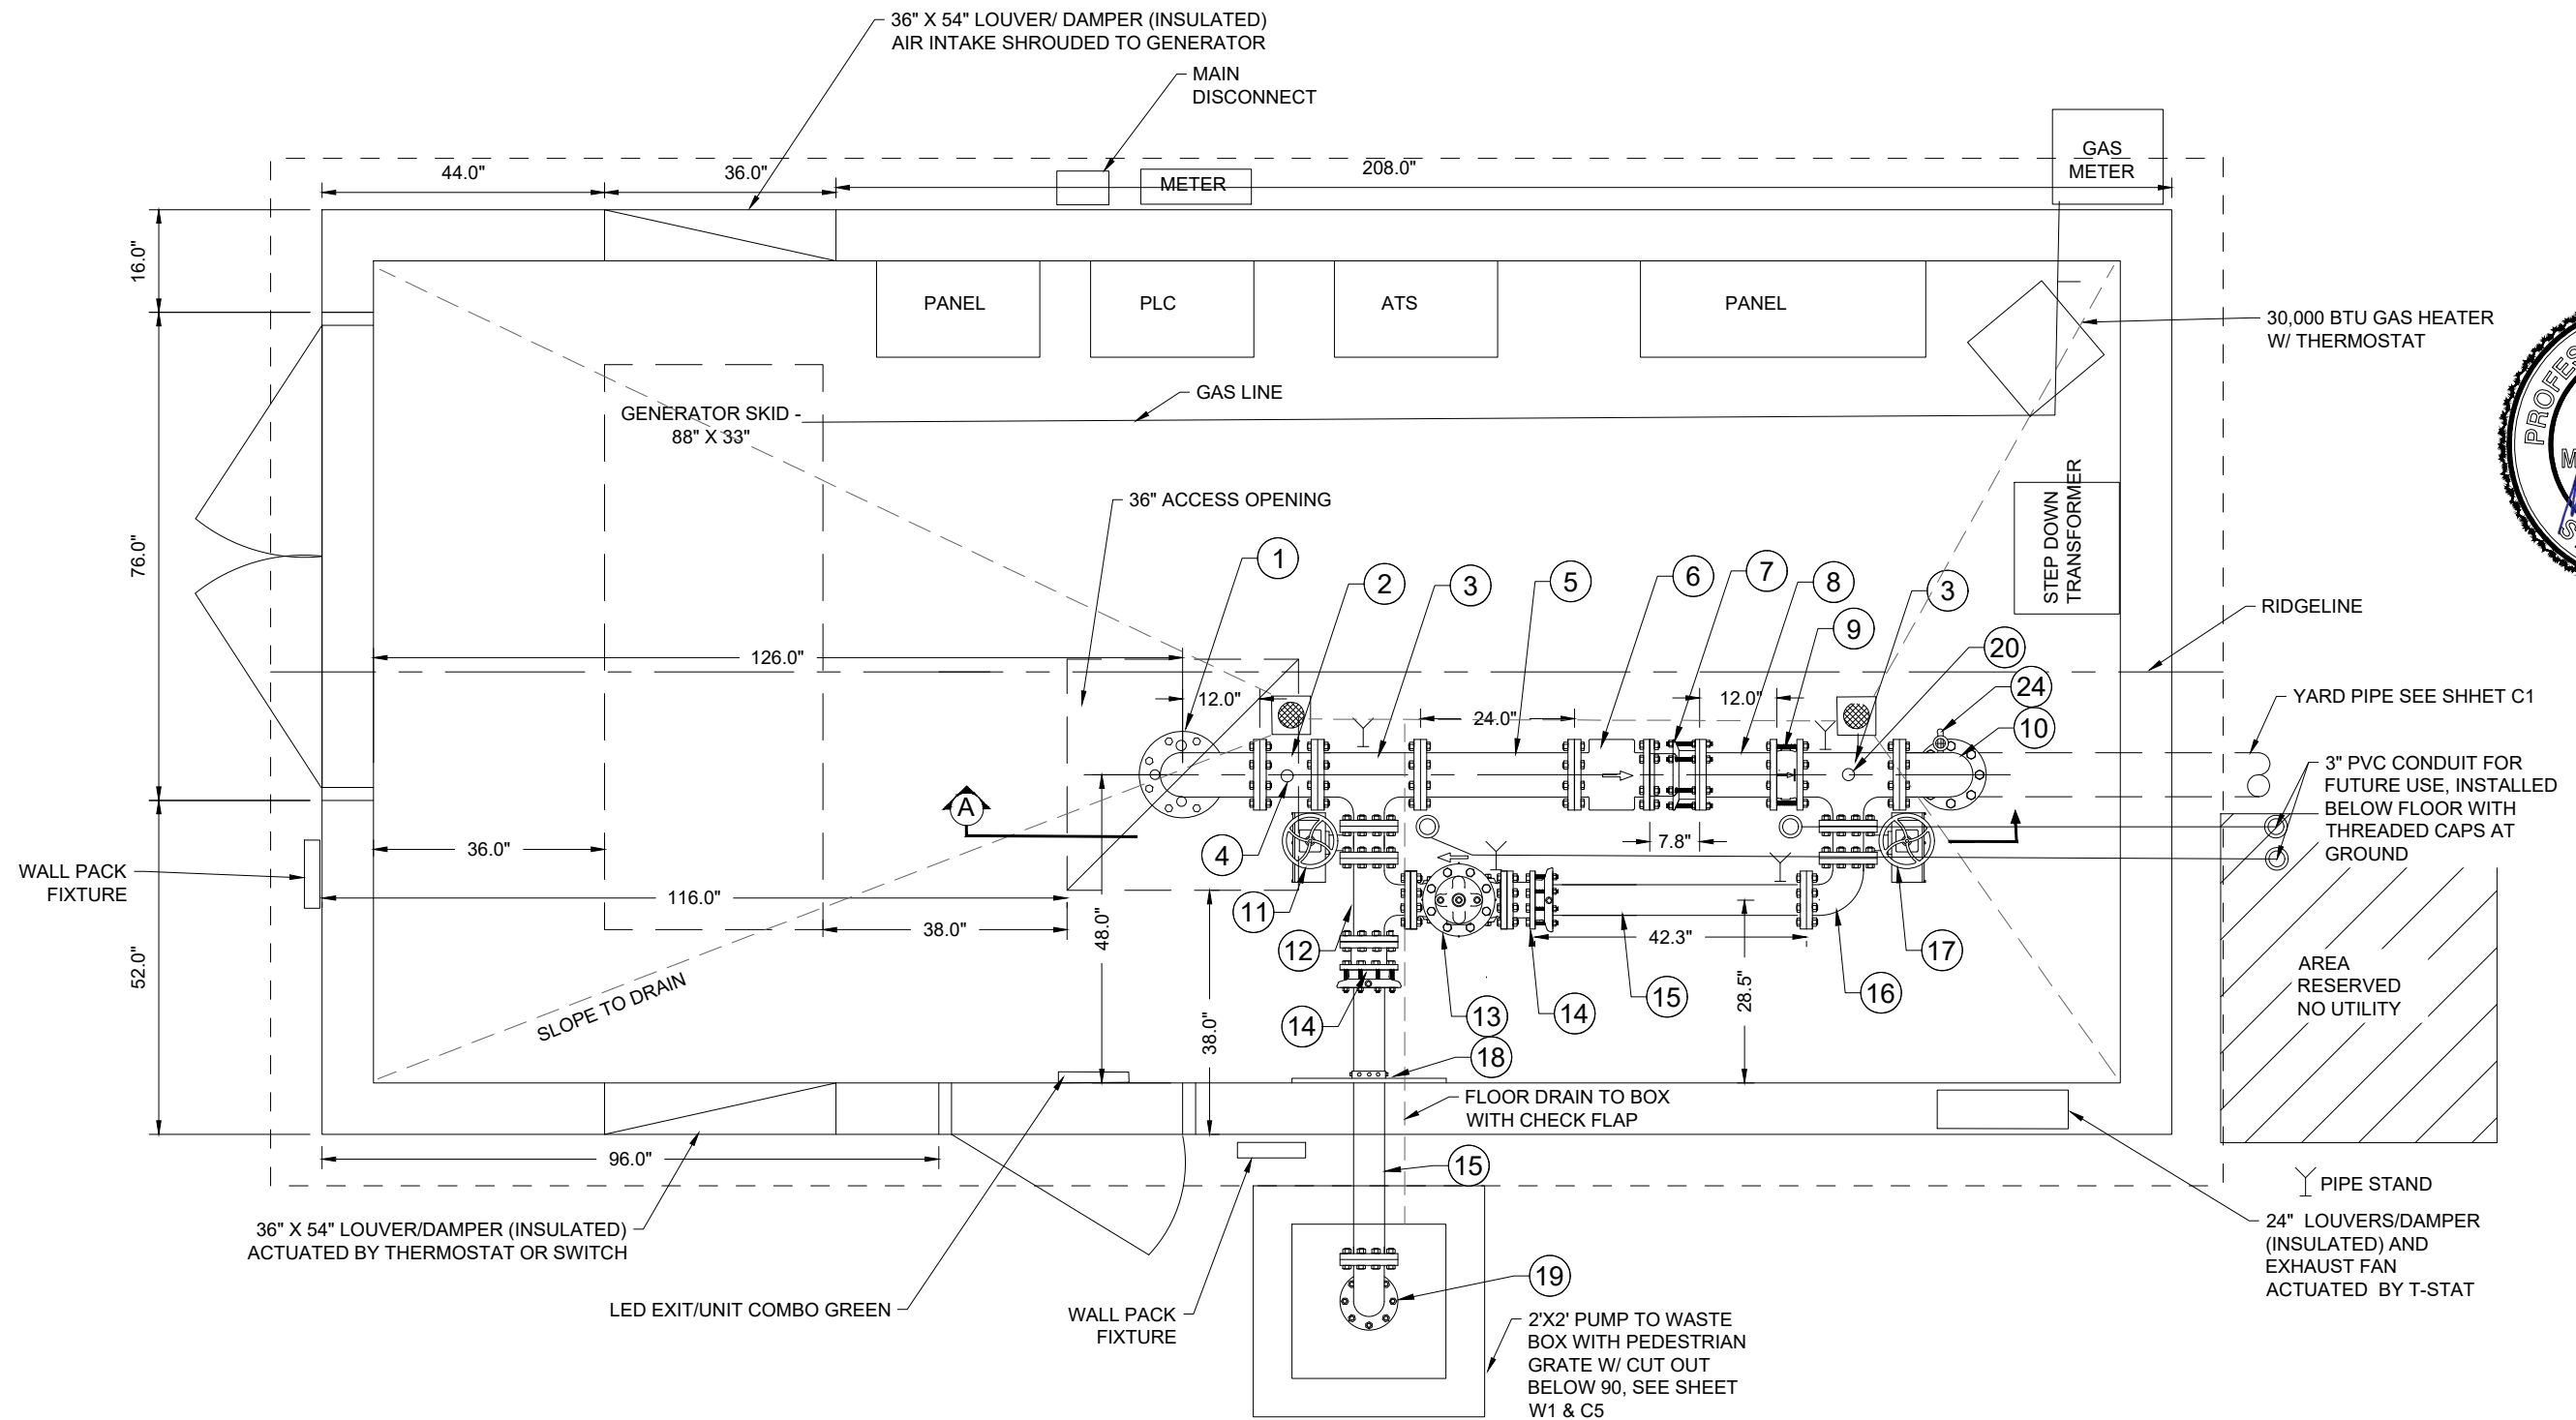 36" X 54" LOUVER/ DAMPER (INSULATED)
AIR INTAKE SHROUDED TO GENERATOR
MAIN
DISCONNECT
GAS
METER
44.0"
36.0"
METER
208.0"
16.0"
PANEL
PLC
ATS
PANEL
30,000 BTU GAS HEATER
W/ THERMOSTAT
GAS LINE
GENERATOR SKID -
88" X 33"
36" ACCESS OPENING
STEP DOWN
TRANSFORMER
76.0"
1
2
3
5
6
7
8
3
9
20
24
10
RIDGELINE
126.0"
12.0"
24.0"
12.0"
YARD PIPE SEE SHHET C1
3" PVC CONDUIT FOR
FUTURE USE, INSTALLED
BELOW FLOOR WITH
THREADED CAPS AT
GROUND
A
4
7.8"
36.0"
WALL PACK
FIXTURE
116.0"
38.0"
48.0"
11
12
42.3"
17
52.0"
SLOPE TO DRAIN
14
13
14
15
28.5"
16
AREA
RESERVED
NO UTILITY
38.0"
18
FLOOR DRAIN TO BOX
WITH CHECK FLAP
96.0"
15
PIPE STAND
36" X 54" LOUVER/DAMPER (INSULATED)
ACTUATED BY THERMOSTAT OR SWITCH
24" LOUVERS/DAMPER
(INSULATED) AND
EXHAUST FAN
ACTUATED BY T-STAT
LED EXIT/UNIT COMBO GREEN
WALL PACK
FIXTURE
19
2'X2' PUMP TO WASTE
BOX WITH PEDESTRIAN
GRATE W/ CUT OUT
BELOW 90, SEE SHEET
W1 & C5